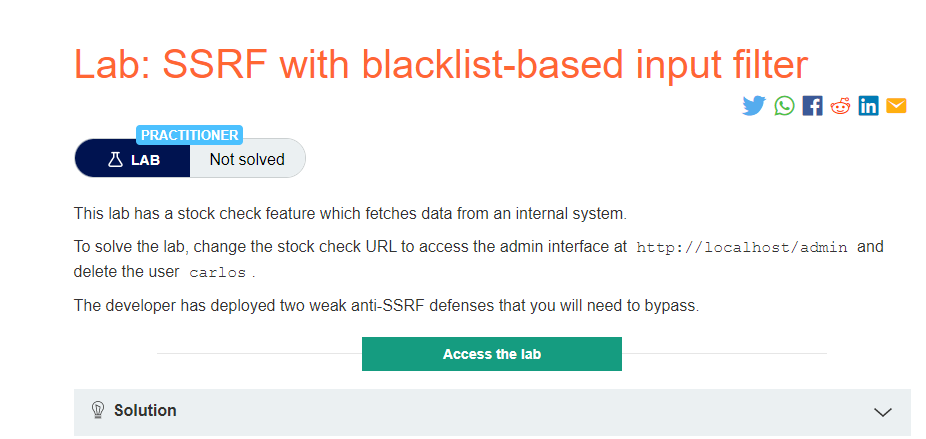 Lab: SSRF with blacklist-based input filter
PRACTITIONER
LAB Not solved
This lab has a stock check feature which fetches data from an internal system.
To solve the lab, change the stock check URL to access the admin interface at http://localhost/admin and
delete the user carlos .
The developer has deployed two weak anti-SSRF defenses that you will need to bypass.
Access the lab
Solution